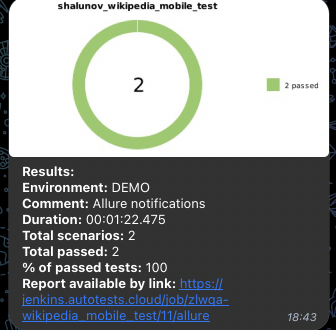 shalunov_wikipedia_mobile_test
2
2 passed
Results:
Environment: DEMO
Comment: Allure notifications
Duration: 00:01:22.475
Total scenarios: 2
Total passed: 2
% of passed tests: 100
Report available by link: https://
jenkins.autotests.cloud/job/zlwga-
wikipedia_mobile_test/11/allure
18:43